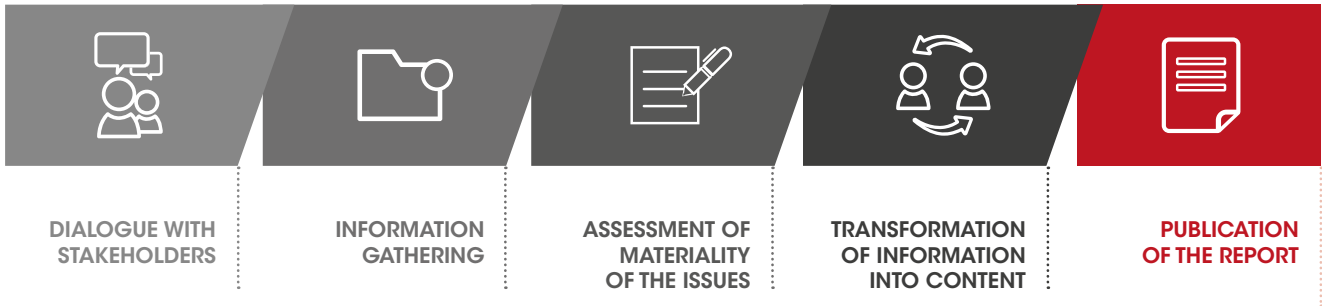 DIALOGUE WITH
STAKEHOLDERS
INFORMATION
GATHERING
ASSESSMENT OF
MATERIALITY
OF THE ISSUES
TRANSFORMATION
OF INFORMATION
INTO CONTENT
PUBLICATION
OF THE REPORT